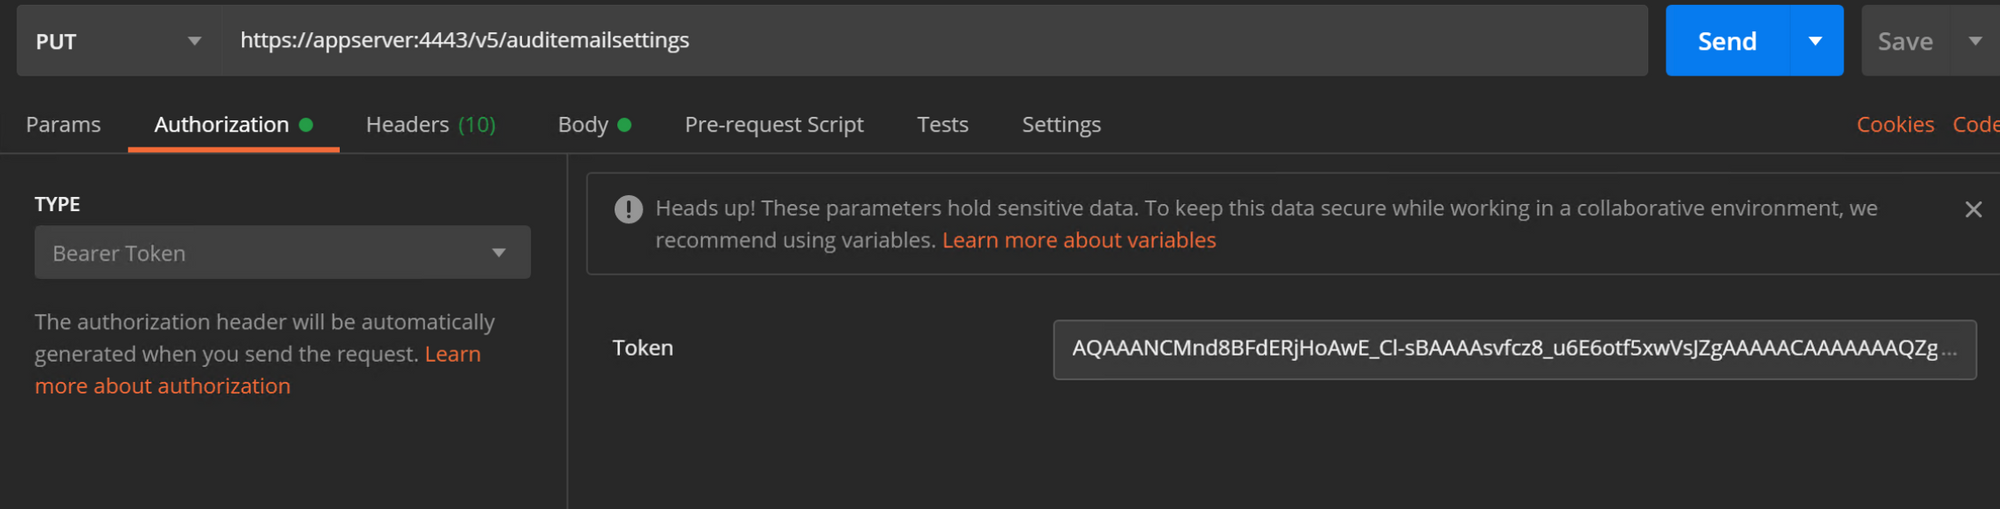 PUT https://appserver:4443/v5/auditemailsettings Send Save
Params Authorization Headers (10) Body Pre-request Script Tests Settings Cookies Code
TYPE
Bearer Token
The authorization header will be automatically
generated when you send the request. Learn
more about authorization
Heads up! These parameters hold sensitive data. To keep this data secure while working in a collaborative environment, we
recommend using variables. Learn more about variables
Token AQAAANCMnd8BFdERjHoAwE_Cl-sBAAAAsvfcz8_u6E6otf5xwVsJZgAAAAACAAAAAAAQZg...